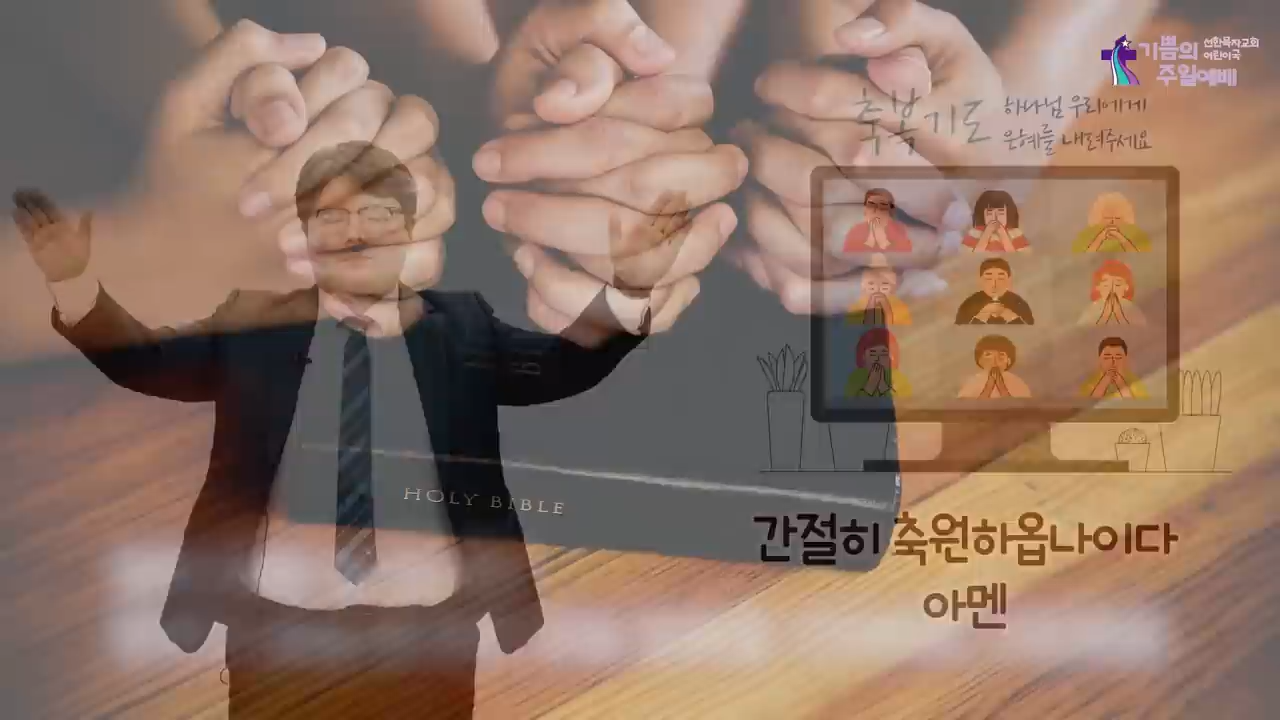 기쁨의
주일예배
선한목자교회
어린이국
축복기도
하나님 우리에게
은혜를 내려주세요
HOLY BIBLE
간절히 축원하옵나이다
아멘